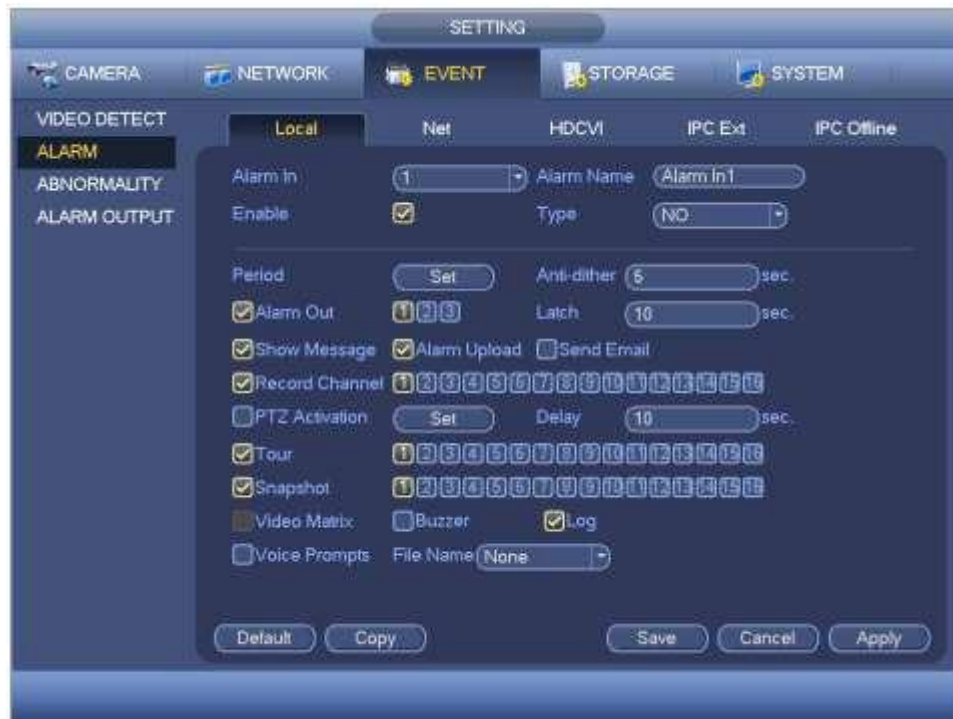 SETTING
CAMERA NETWORK EVENT STORAGE SYSTEM
VIDEO DETECT
ALARM
ABNORMALITY
ALARM OUTPUT
Local Net HDCVI IPC Ext IPC Offline
Alarm In 1 Alarm Name Alarm In1
Enable Type NO
Period Set Anti-dither 5 sec.
Alarm Out 1 2 3 Latch 10 sec.
Show Message Alarm Upload Send Email
Record Channel 1 2 3 4 5 6 7 8 9 10 11 12 13 14 15 16
PTZ Activation Set Delay 10 sec.
Tour 1 2 3 4 5 6 7 8 9 10 11 12 13 14 15 16
Snapshot 1 2 3 4 5 6 7 8 9 10 11 12 13 14 15 16
Video Matrix Buzzer Log
Voice Prompts File Name None
Default Copy Save Cancel Apply